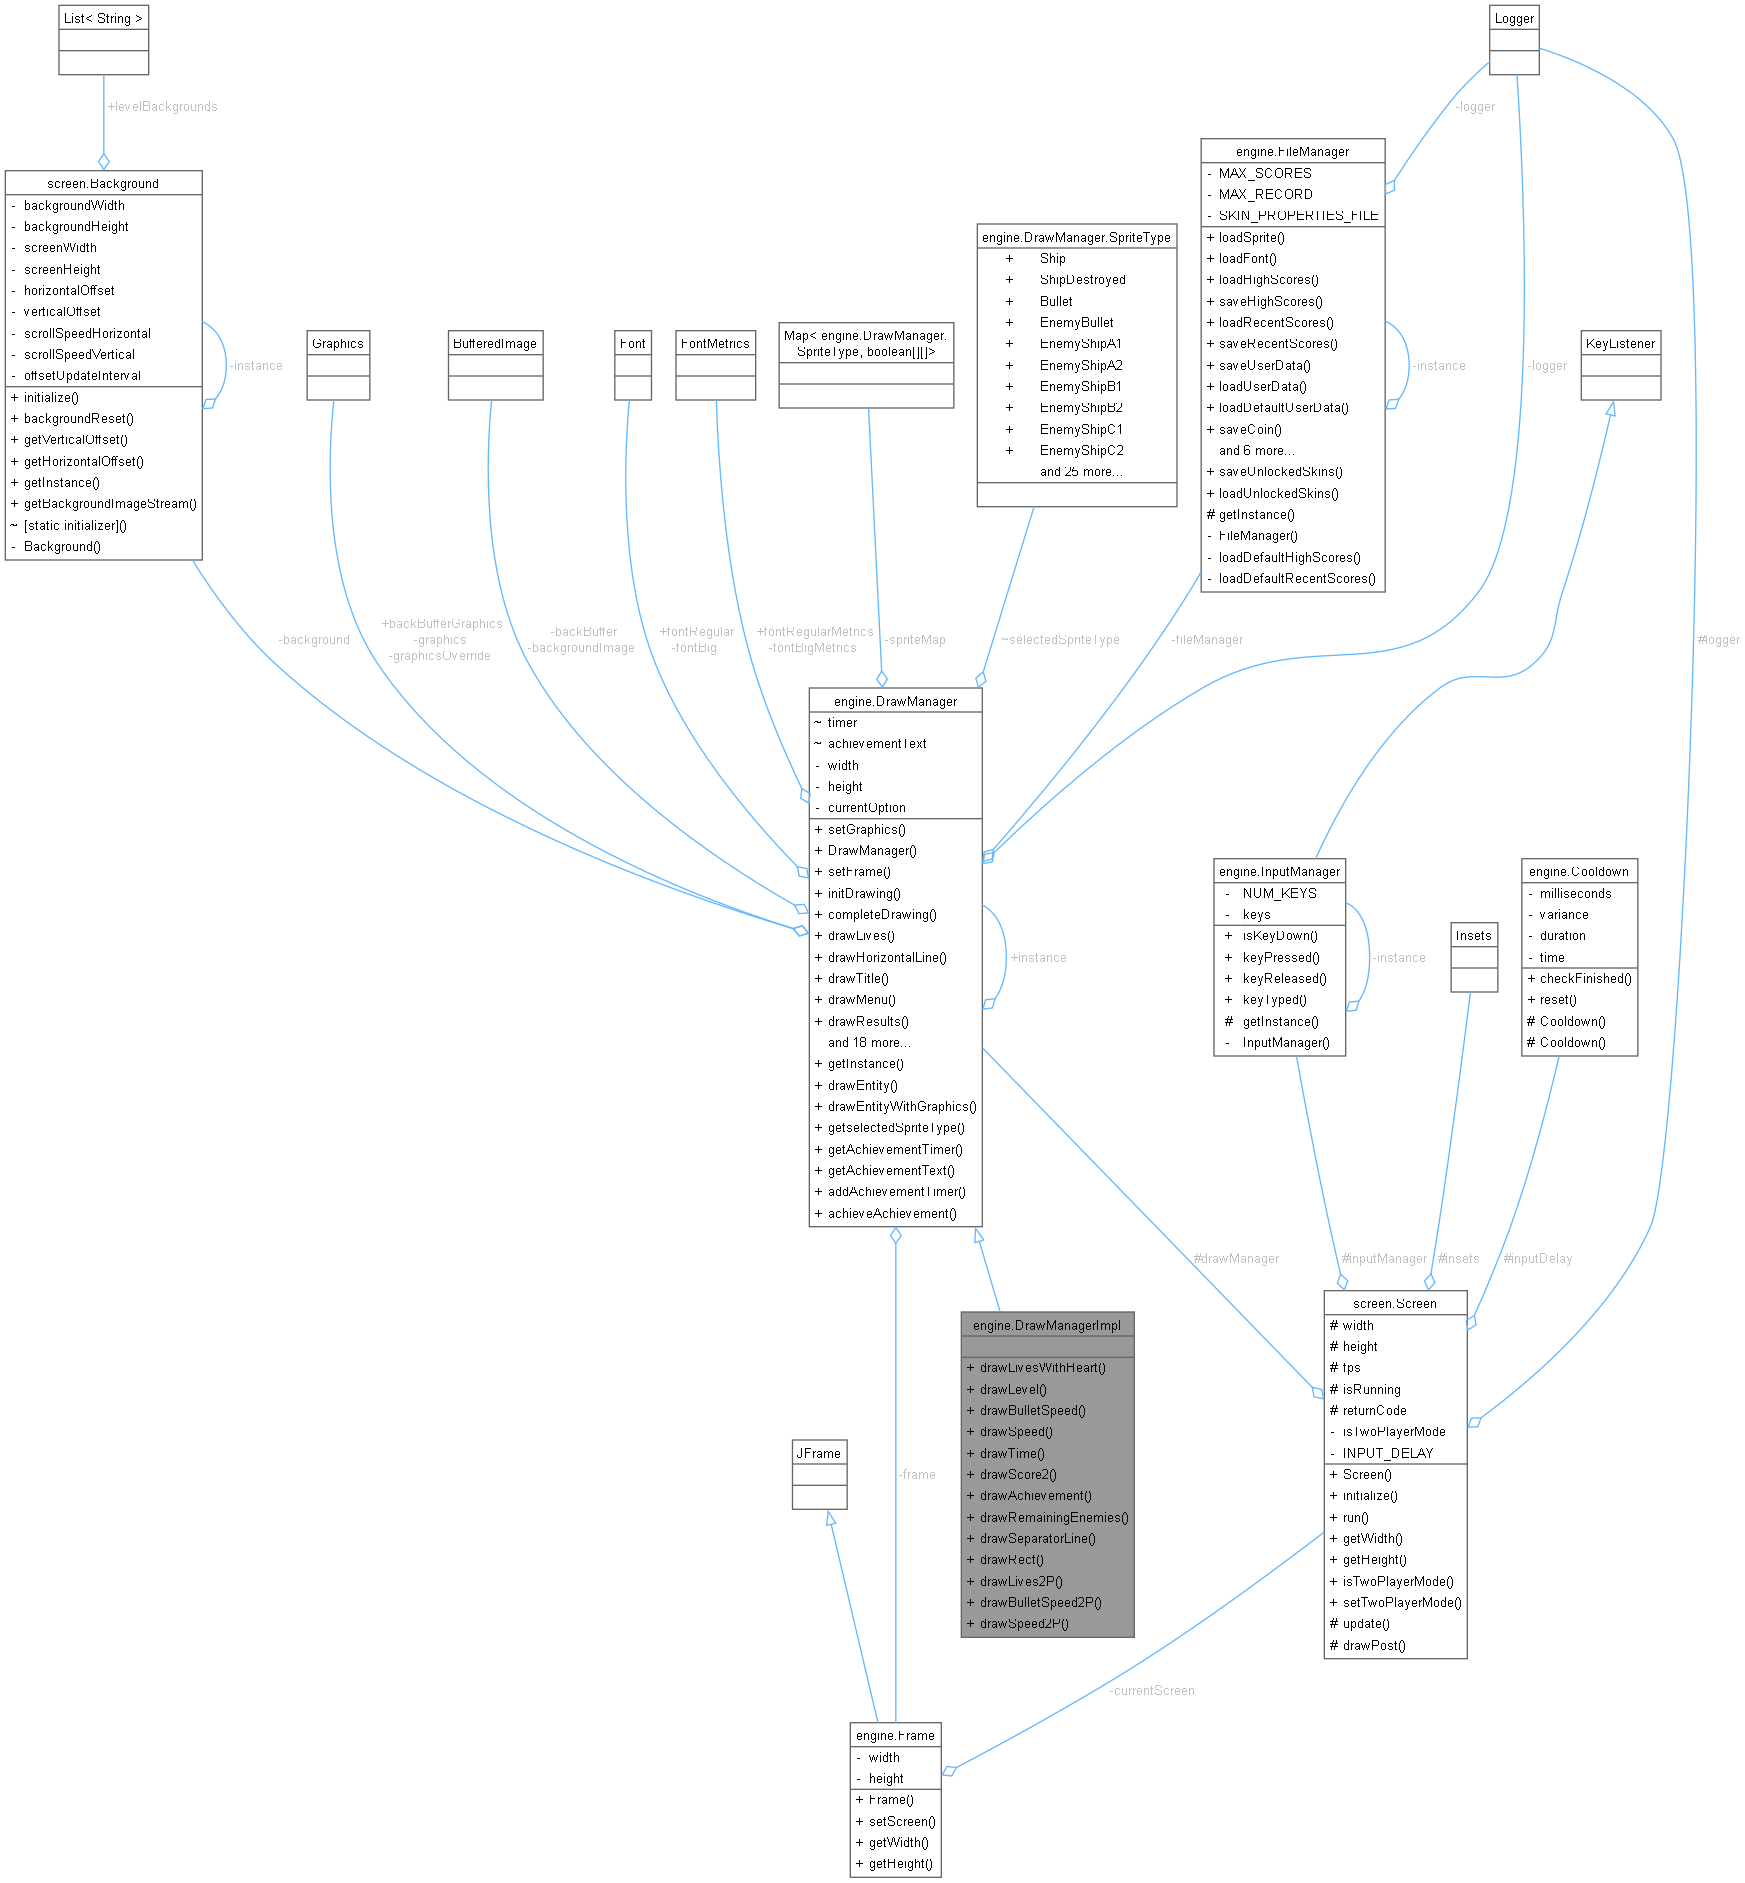 List< String >
+levelBackgrounds
screen.Background
- backgroundWidth
- backgroundHeight
- screenWidth
- screenHeight
- horizontalOffset
- verticalOffset
- scrollSpeedHorizontal
- scrollSpeedVertical
- offsetUpdateInterval
+ initialize()
+ backgroundReset()
+ getVerticalOffset()
+ getHorizontalOffset()
+ getInstance()
+ getBackgroundImageStream()
~ [static initializer]()
- Background()
-instance
-background
Graphics
+backBufferGraphics
-graphics
-graphicsOverride
BufferedImage
-backBuffer
-backgroundImage
Font
+fontRegular
-fontBig
FontMetrics
+fontRegularMetrics
-fontBigMetrics
Map< engine.DrawManager.
SpriteType, boolean[][]>
-spriteMap
engine.DrawManager.SpriteType
+ Ship
+ ShipDestroyed
+ Bullet
+ EnemyBullet
+ EnemyShipA1
+ EnemyShipA2
+ EnemyShipB1
+ EnemyShipB2
+ EnemyShipC1
+ EnemyShipC2
and 25 more...
~selectedSpriteType
engine.FileManager
- MAX_SCORES
- MAX_RECORD
- SKIN_PROPERTIES_FILE
+ loadSprite()
+ loadFont()
+ loadHighScores()
+ saveHighScores()
+ loadRecentScores()
+ saveRecentScores()
+ saveUserData()
+ loadUserData()
+ loadDefaultUserData()
+ saveCoin()
and 6 more...
+ saveUnlockedSkins()
+ loadUnlockedSkins()
# getInstance()
- FileManager()
- loadDefaultHighScores()
- loadDefaultRecentScores()
-instance
-fileManager
Logger
-logger
-logger
#logger
KeyListener
engine.DrawManager
~ timer
~ achievementText
- width
- height
- currentOption
+ setGraphics()
+ DrawManager()
+ setFrame()
+ initDrawing()
+ completeDrawing()
+ drawLives()
+ drawHorizontalLine()
+ drawTitle()
+ drawMenu()
+ drawResults()
and 18 more...
+ getInstance()
+ drawEntity()
+ drawEntityWithGraphics()
+ getselectedSpriteType()
+ getAchievementTimer()
+ getAchievementText()
+ addAchievementTimer()
+ achieveAchievement()
+instance
#drawManager
engine.InputManager
- NUM_KEYS
- keys
+ isKeyDown()
+ keyPressed()
+ keyReleased()
+ keyTyped()
# getInstance()
- InputManager()
-instance
#inputManager
Insets
#insets
engine.Cooldown
- milliseconds
- variance
- duration
- time
+ checkFinished()
+ reset()
# Cooldown()
# Cooldown()
#inputDelay
engine.DrawManagerImpl
+ drawLivesWithHeart()
+ drawLevel()
+ drawBulletSpeed()
+ drawSpeed()
+ drawTime()
+ drawScore2()
+ drawAchievement()
+ drawRemainingEnemies()
+ drawSeparatorLine()
+ drawRect()
+ drawLives2P()
+ drawBulletSpeed2P()
+ drawSpeed2P()
screen.Screen
# width
# height
# fps
# isRunning
# returnCode
- isTwoPlayerMode
- INPUT_DELAY
+ Screen()
+ initialize()
+ run()
+ getWidth()
+ getHeight()
+ isTwoPlayerMode()
+ setTwoPlayerMode()
# update()
# drawPost()
JFrame
-frame
-currentScreen
engine.Frame
- width
- height
+ Frame()
+ setScreen()
+ getWidth()
+ getHeight()